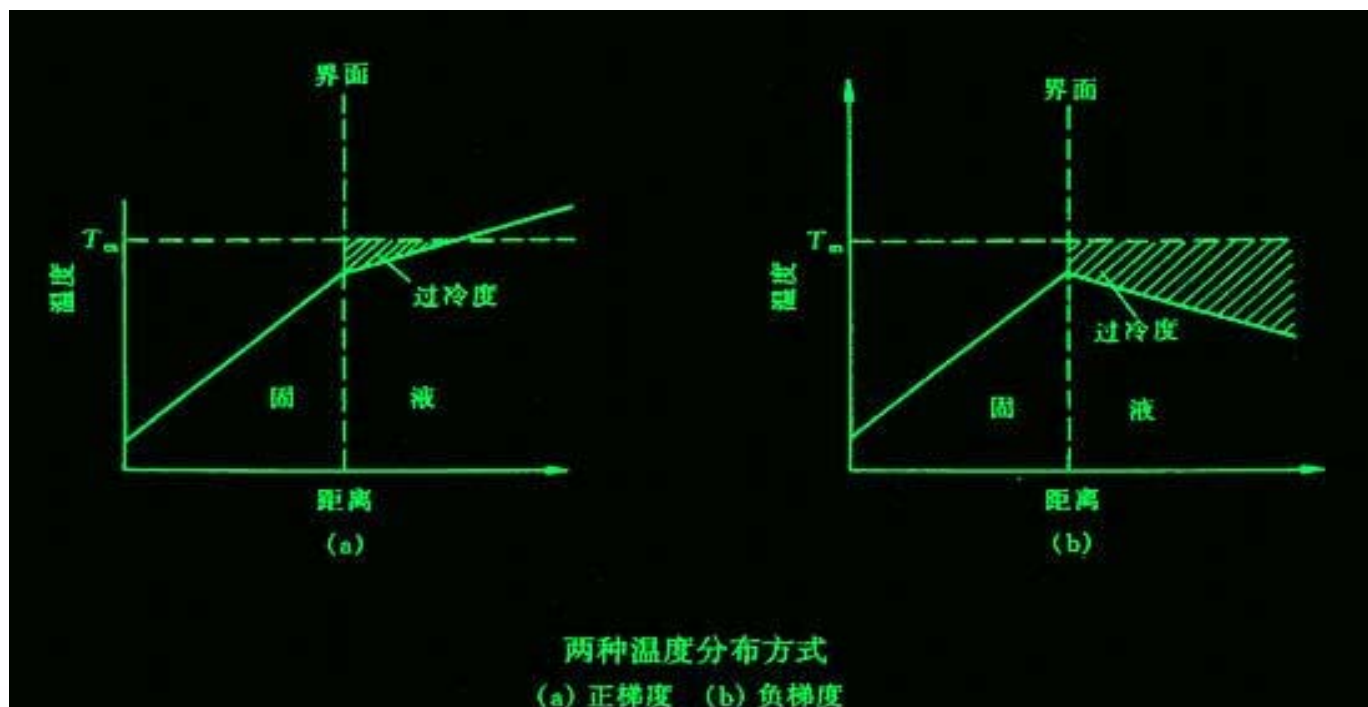 界面
T_m
温度
过冷度
固
液
距离
(a)
界面
T_m
温度
过冷度
固
液
距离
(b)
两种温度分布方式
(a) 正梯度 (b) 负梯度